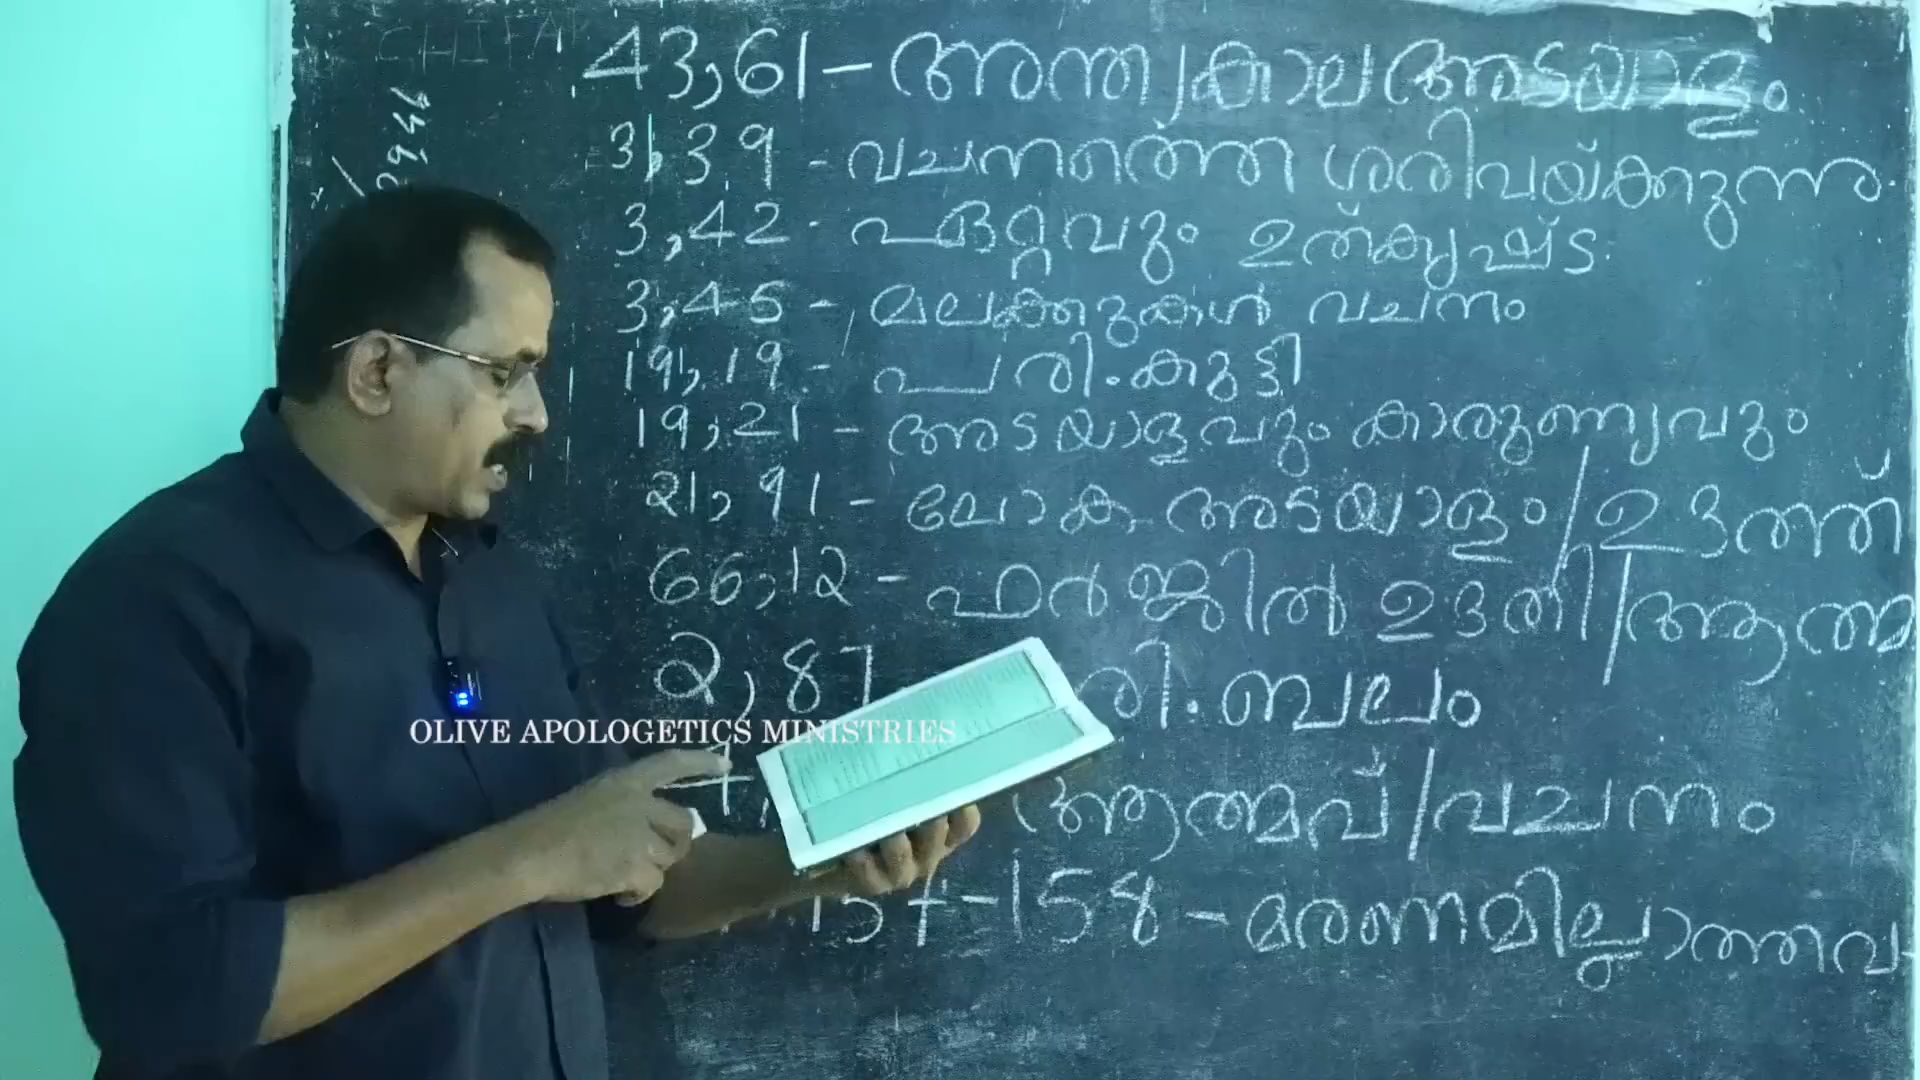 43,61 - അന്ത്യകാല അടയാളം
3,39 - വചനത്തെ ശരിവയ്ക്കുന്നു.
3,42 - ഏറ്റവും ഉത്കൃഷ്ട
3,45 - മലക്കുകൾ വചനം
19,19 - പരി.കുട്ടി
19,21 - അടയാളവും കാരുണ്യവും
21,91 - ലോക അടയാളം / ഊത്ത്
66,12 - ഫർജ്ജിൽ ഊതി / ആത്മ
2,87 രി.ബലം
OLIVE APOLOGETICS MINISTRIES
ആത്മാവ് / വചനം
157-158 - മരണമില്ലാത്തവ